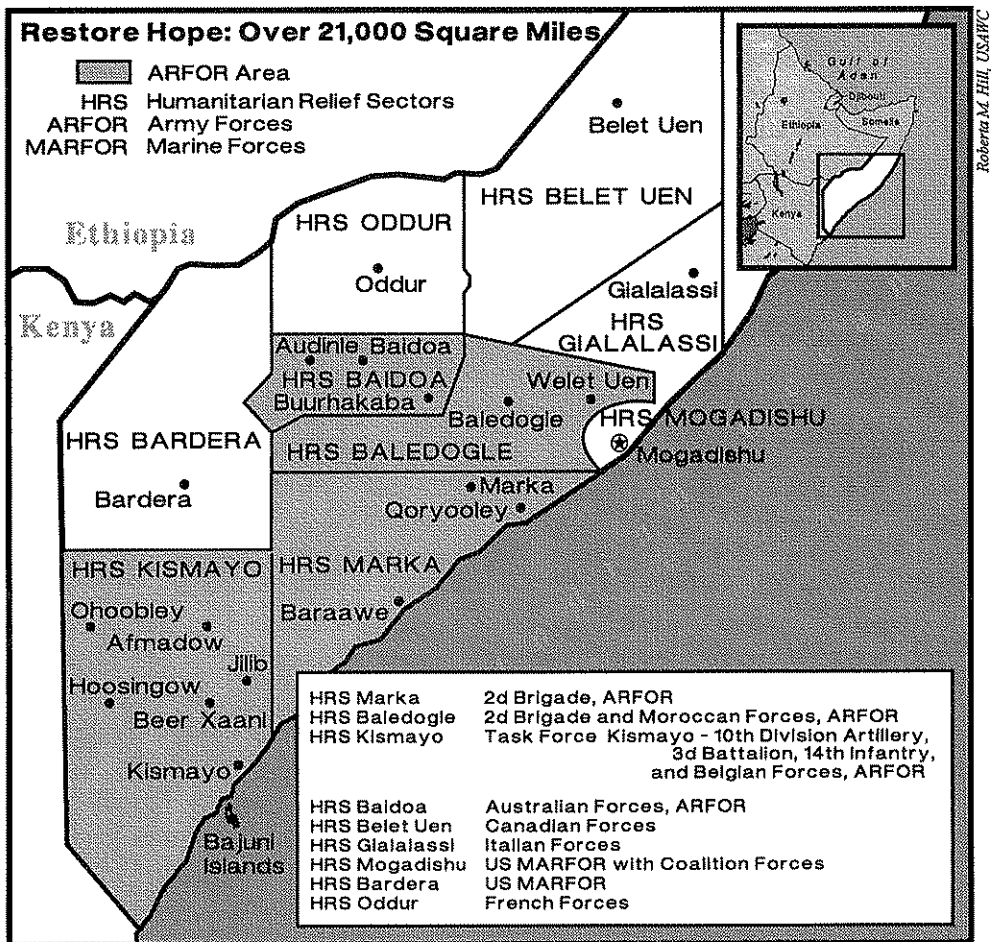 Restore Hope: Over 21,000 Square Miles
ARFOR Area
HRS Humanitarian Relief Sectors
ARFOR Army Forces
MARFOR Marine Forces
Roberta M. Hill, USAWC
Gulf of
Aden
Djibouti
Ethiopia
Somalia
Kenya
Belet Uen
HRS BELET UEN
HRS ODDUR
Oddur
Ethiopia
Kenya
Gialalassi
HRS
GIALALASSI
Audinle Baidoa
HRS BAIDOA
Buurhakaba
Welet Uen
Baledogle
HRS MOGADISHU
Mogadishu
HRS BALEDOGLE
HRS BARDERA
Bardera
Marka
Qoryooley
HRS KISMAYO
HRS MARKA
Baraawe
Ohoobley
Afmadow
Jilib
Hoosingow
Beer Xaanl
Kismayo
Bajuni
Islands
HRS Marka 2d Brigade, ARFOR
HRS Baledogle 2d Brigade and Moroccan Forces, ARFOR
HRS Kismayo Task Force Kismayo - 10th Division Artillery,
3d Battalion, 14th Infantry,
and Belgian Forces, ARFOR
HRS Baidoa Australian Forces, ARFOR
HRS Belet Uen Canadian Forces
HRS Gialalassi Italian Forces
HRS Mogadishu US MARFOR with Coalition Forces
HRS Bardera US MARFOR
HRS Oddur French Forces